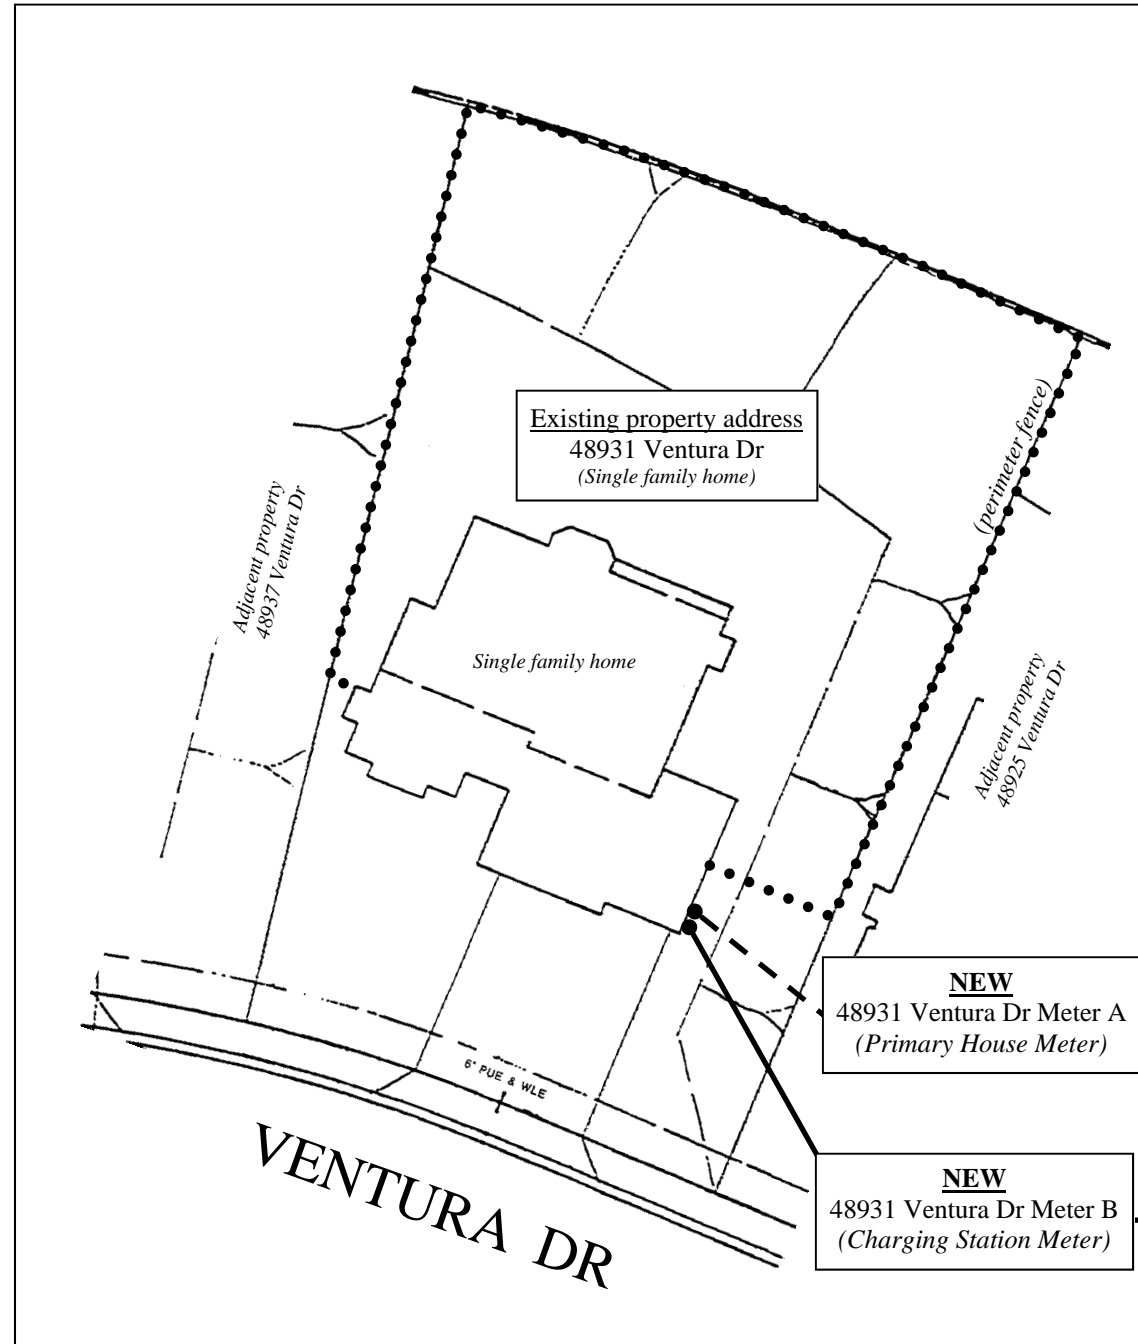 Existing property address
48931 Ventura Dr
(Single family home)
(perimeter fence)
Adjacent property
48937 Ventura Dr
Single family home
Adjacent property
48925 Ventura Dr
NEW
48931 Ventura Dr Meter A
(Primary House Meter)
6' PUE & WLE
VENTURA DR
NEW
48931 Ventura Dr Meter B
(Charging Station Meter)